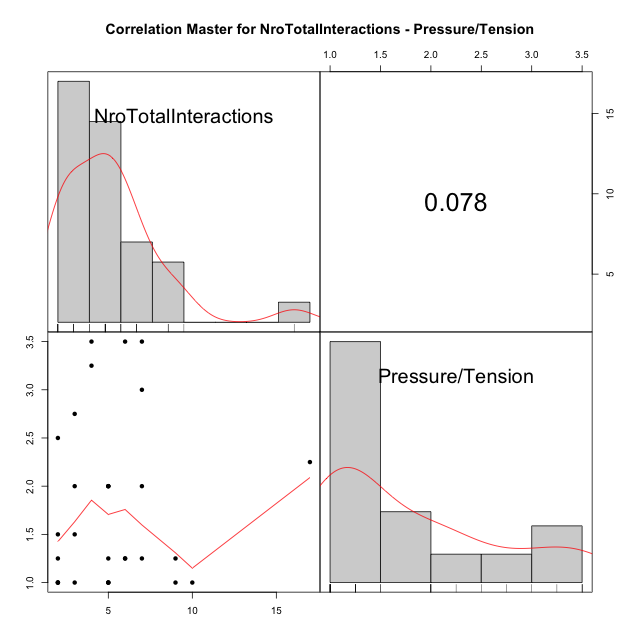 Correlation Master for NroTotalInteractions - Pressure/Tension
1.0 1.5 2.0 2.5 3.0 3.5
NroTotalInteractions
0.078
15
10
5
Pressure/Tension
3.5
3.0
2.5
2.0
1.5
1.0
5 10 15